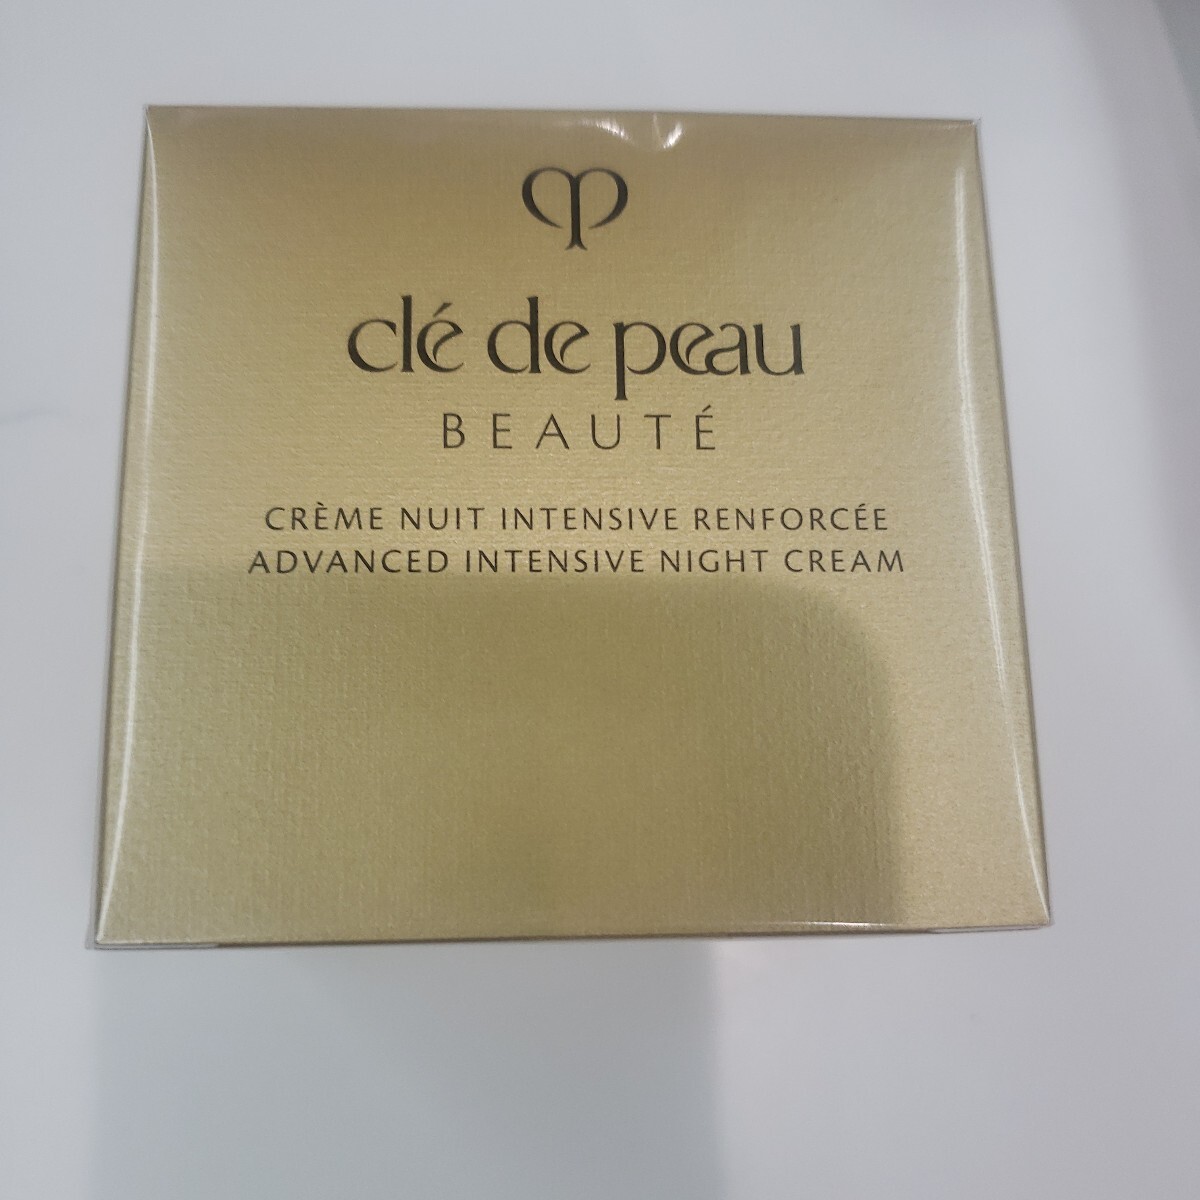 clé de peau
BEAUTÉ
CRÈME NUIT INTENSIVE RENFORCÉE
ADVANCED INTENSIVE NIGHT CREAM